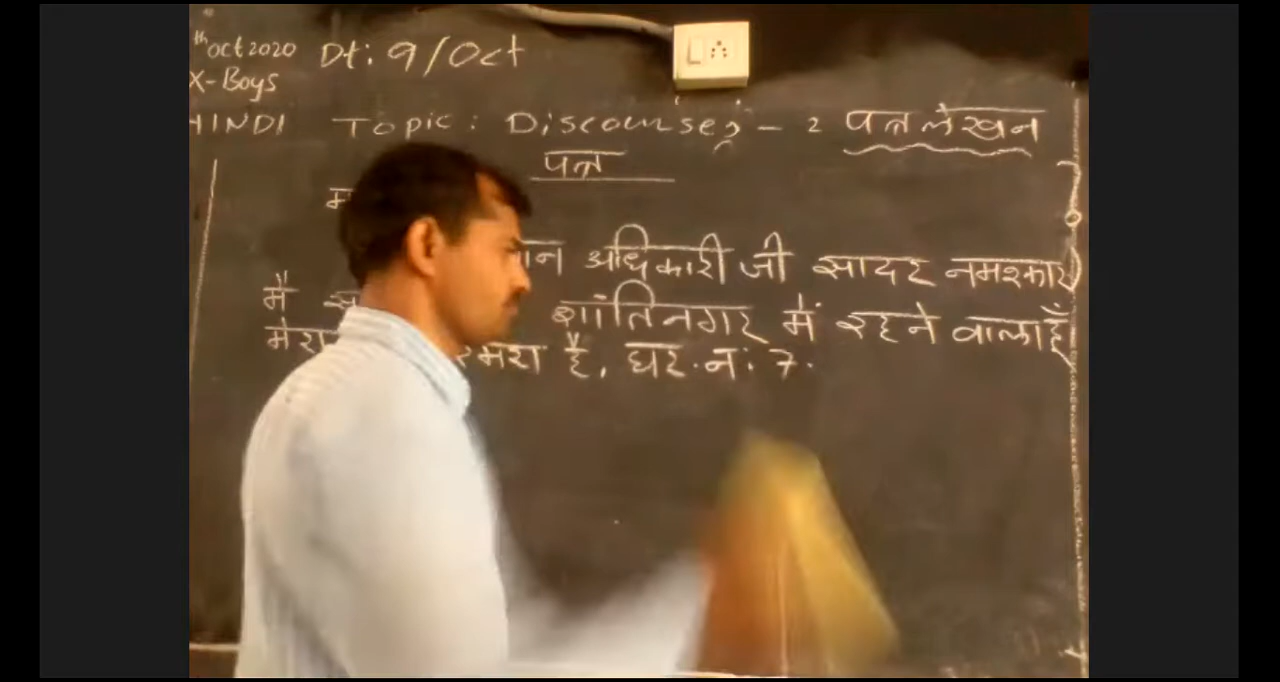 th oct 2020 Dt: 9/Oct
X-Boys
HINDI Topic: Discourses - 2 पत्र लेखन
पत्र
अधिकारी जी सादर नमस्कार
मैं शांतिनगर में रहने वाला हूँ
मेरा है. घर. नं: 7.